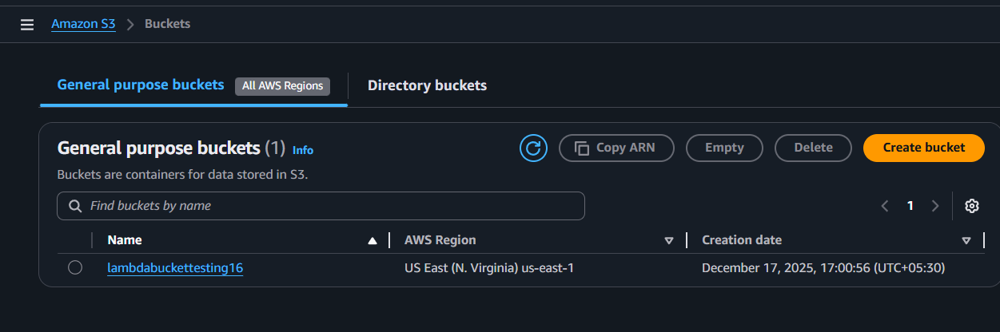 Amazon S3 Buckets
General purpose buckets All AWS Regions Directory buckets
General purpose buckets (1) Info Copy ARN Empty Delete Create bucket
Buckets are containers for data stored in S3.
Find buckets by name 1
Name AWS Region Creation date
lambdabuckettesting16 US East (N. Virginia) us-east-1 December 17, 2025, 17:00:56 (UTC+05:30)